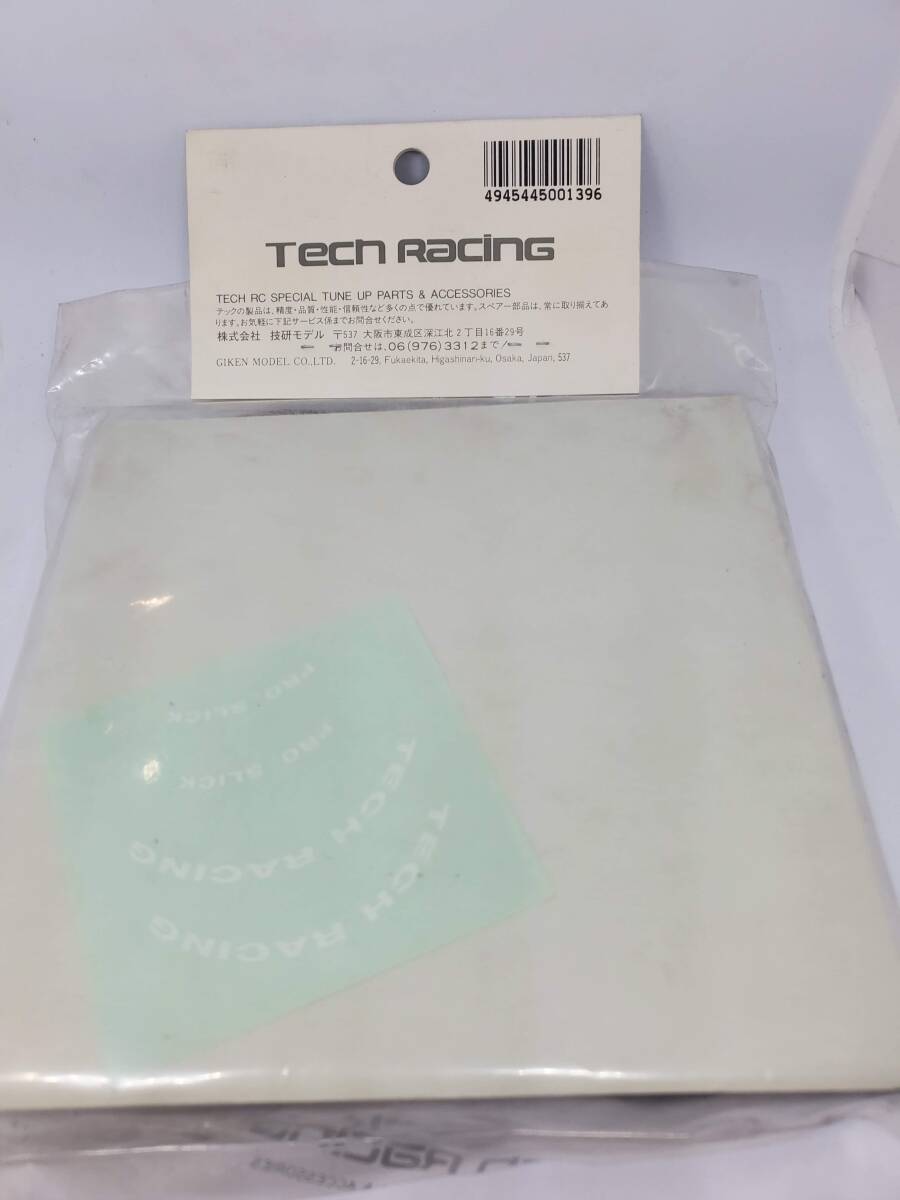 4945445001396
Tech Racing
TECH RC SPECIAL TUNE UP PARTS & ACCESSORIES
テックの製品は、精度・品質・性能・信頼性など多くの点で優れています。スペアー部品は、常に取り揃えてあ
ります。お気軽に下記サービス係までお問合せください。
株式会社 技研モデル 〒537 大阪市東成区深江北2丁目16番29号
お問合せは、06(976)3312まで
GIKEN MODEL CO.,LTD. 2-16-29, Fukaekita, Higashinari-ku, Osaka, Japan, 537
PRO SLICK
PRO SLICK
TECH RACING
TECH RACING
Racing
& ACCESSORIES